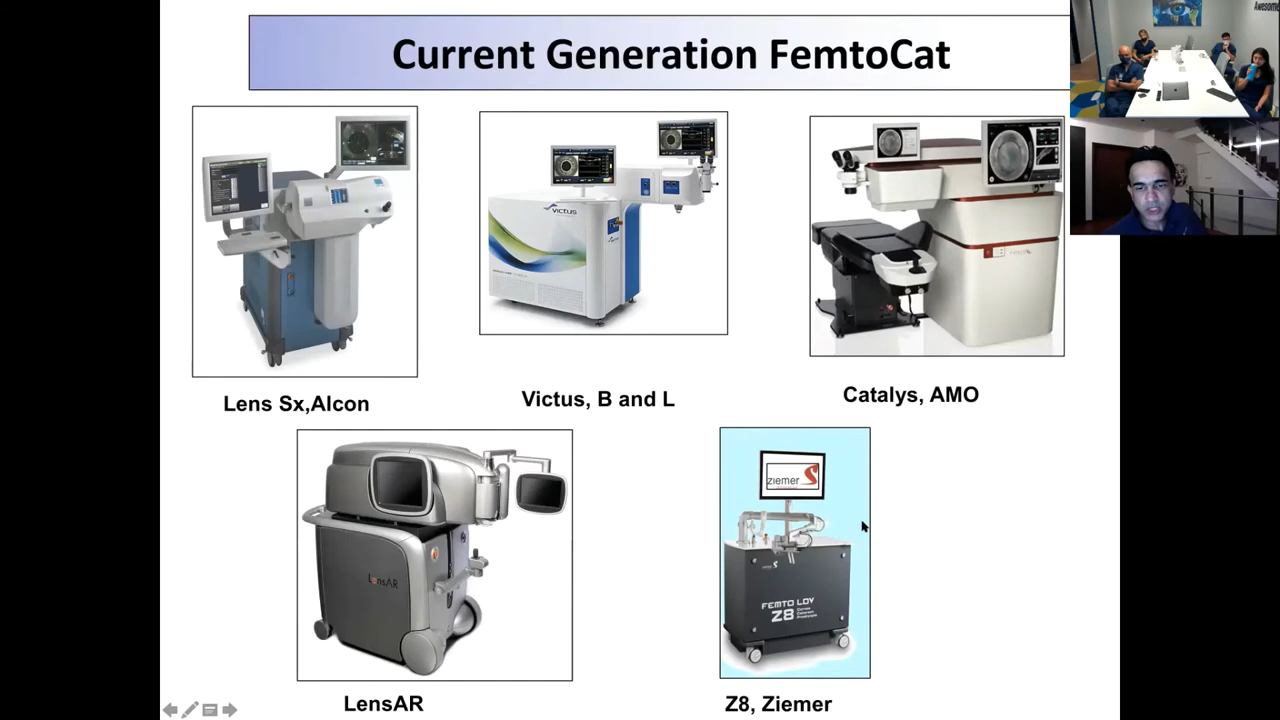 Current Generation FemtoCat
Awesome
VICTUS
Lens Sx,Alcon
Victus, B and L
Catalys, AMO
LensAR
ziemer
FEMTO LDV
Z8
LensAR
Z8, Ziemer